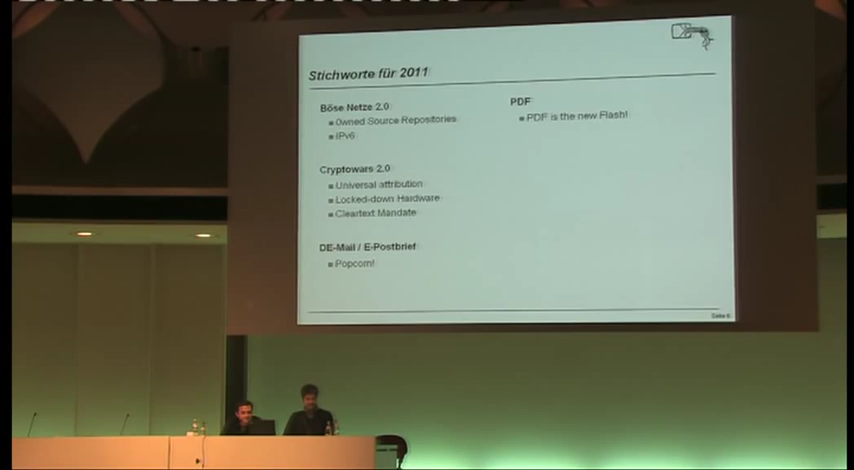 Stichworte für 2011
Böse Netze 2.0
0wned Source Repositories
IPv6
Cryptowars 2.0
Universal attribution
Locked-down Hardware
Cleartext Mandate
DE-Mail / E-Postbrief
Popcorn!
PDF
PDF is the new Flash!